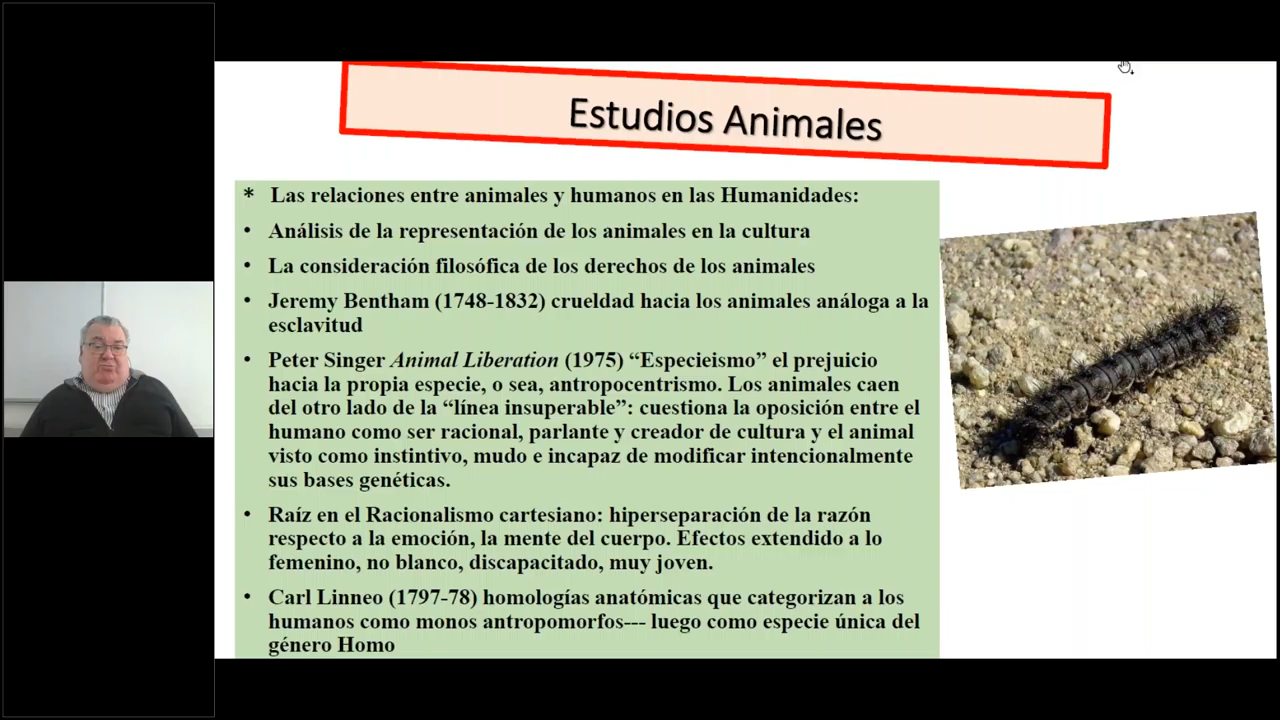 Estudios Animales
* Las relaciones entre animales y humanos en las Humanidades:
• Análisis de la representación de los animales en la cultura
• La consideración filosófica de los derechos de los animales
• Jeremy Bentham (1748-1832) crueldad hacia los animales análoga a la
esclavitud
• Peter Singer Animal Liberation (1975) “Especieismo” el prejuicio
hacia la propia especie, o sea, antropocentrismo. Los animales caen
del otro lado de la “línea insuperable”: cuestiona la oposición entre el
humano como ser racional, parlante y creador de cultura y el animal
visto como instintivo, mudo e incapaz de modificar intencionalmente
sus bases genéticas.
• Raíz en el Racionalismo cartesiano: hiperseparación de la razón
respecto a la emoción, la mente del cuerpo. Efectos extendido a lo
femenino, no blanco, discapacitado, muy joven.
• Carl Linneo (1797-78) homologías anatómicas que categorizan a los
humanos como monos antropomorfos--- luego como especie única del
género Homo